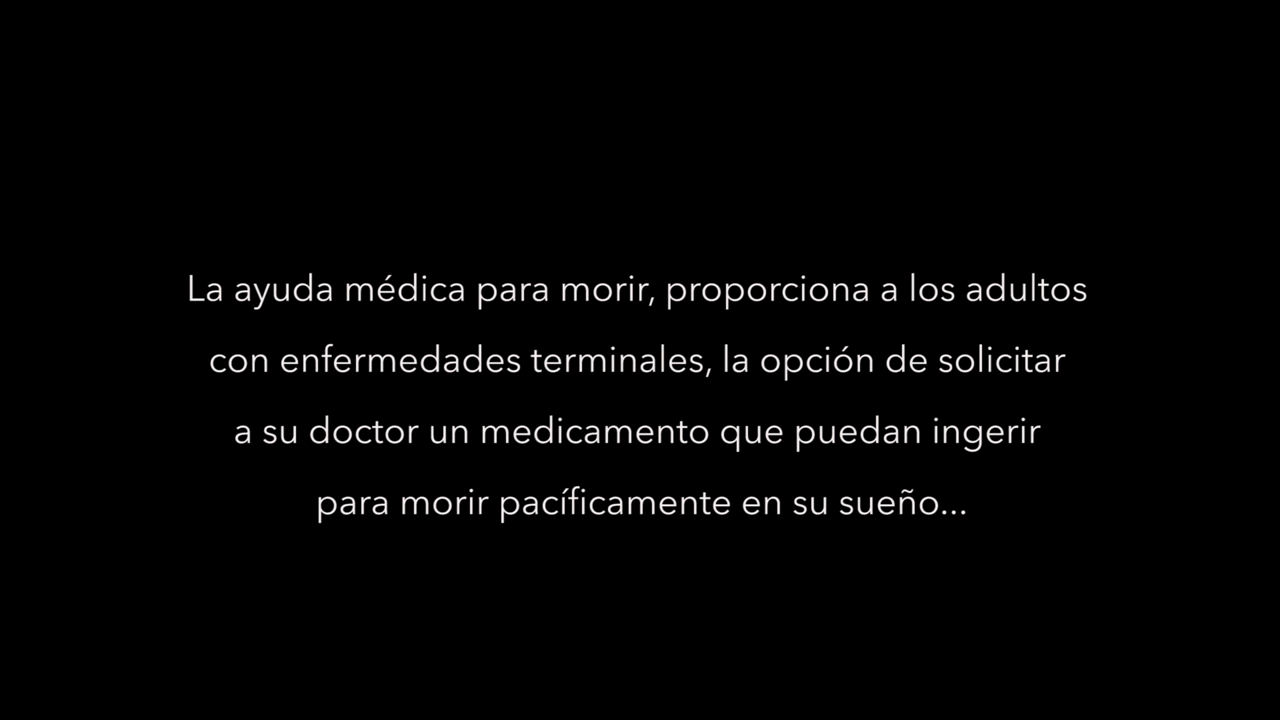 La ayuda médica para morir, proporciona a los adultos
con enfermedades terminales, la opción de solicitar
a su doctor un medicamento que puedan ingerir
para morir pacíficamente en su sueño...